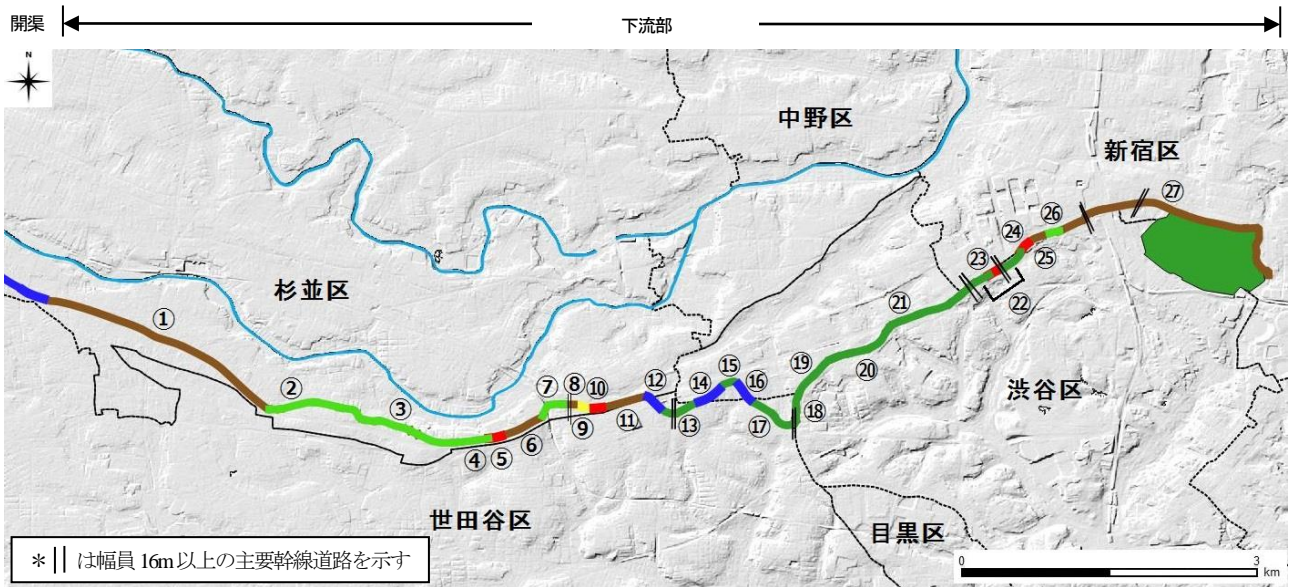 開渠
下流部
N
中野区
新宿区
杉並区
渋谷区
世田谷区
目黒区
①
②
③
④
⑤
⑥
⑦
⑧
⑨
⑩
⑪
⑫
⑬
⑭
⑮
⑯
⑰
⑱
⑲
⑳
㉑
㉒
㉓
㉔
㉕
㉖
㉗
＊||は幅員 16m以上の主要幹線道路を示す
0 3
km